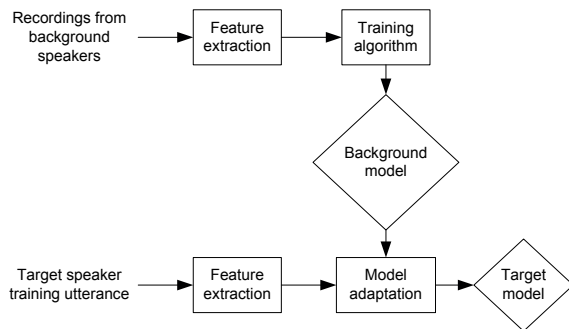 Recordings from
background
speakers
Feature
extraction
Training
algorithm
Background
model
Target speaker
training utterance
Feature
extraction
Model
adaptation
Target
model